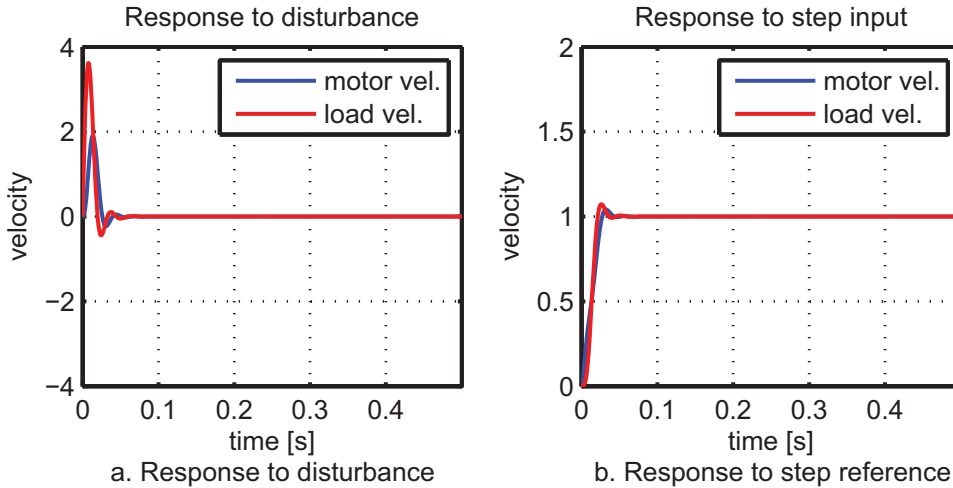 Response to disturbance
4
2
0
−2
−4
velocity
motor vel.
load vel.
0
0.1
0.2
0.3
0.4
time [s]
a. Response to disturbance
Response to step input
2
1.5
1
0.5
0
velocity
motor vel.
load vel.
0
0.1
0.2
0.3
0.4
time [s]
b. Response to step reference